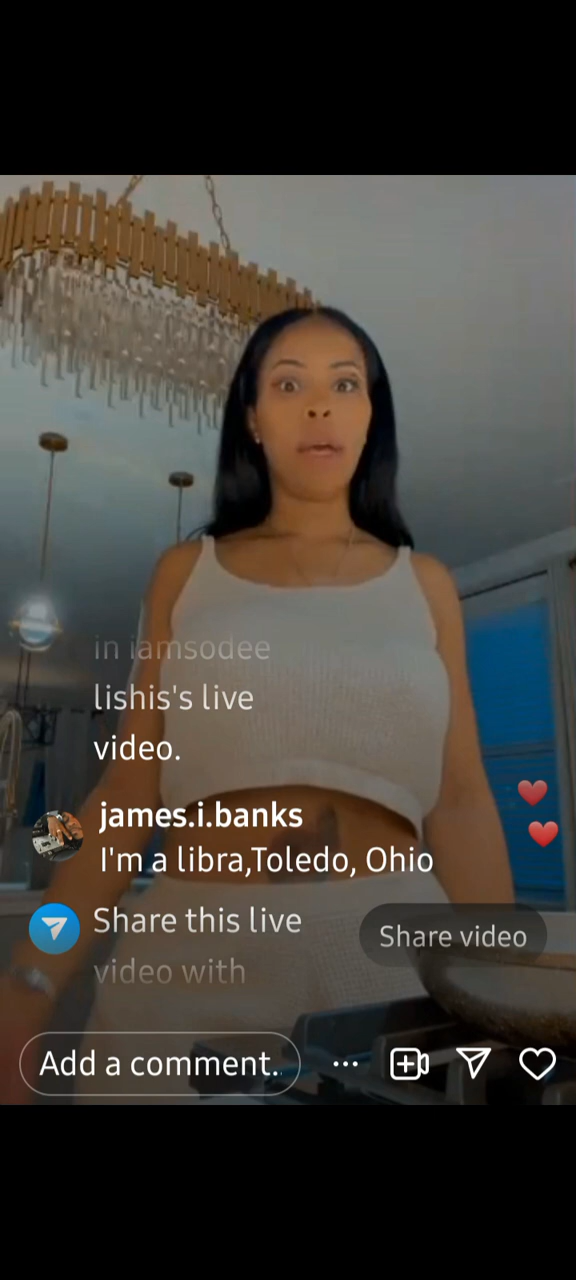 in iamsodee
lishis's live
video.
james.i.banks
I'm a libra,Toledo, Ohio
Share this live
video with
Share video
Add a comment.